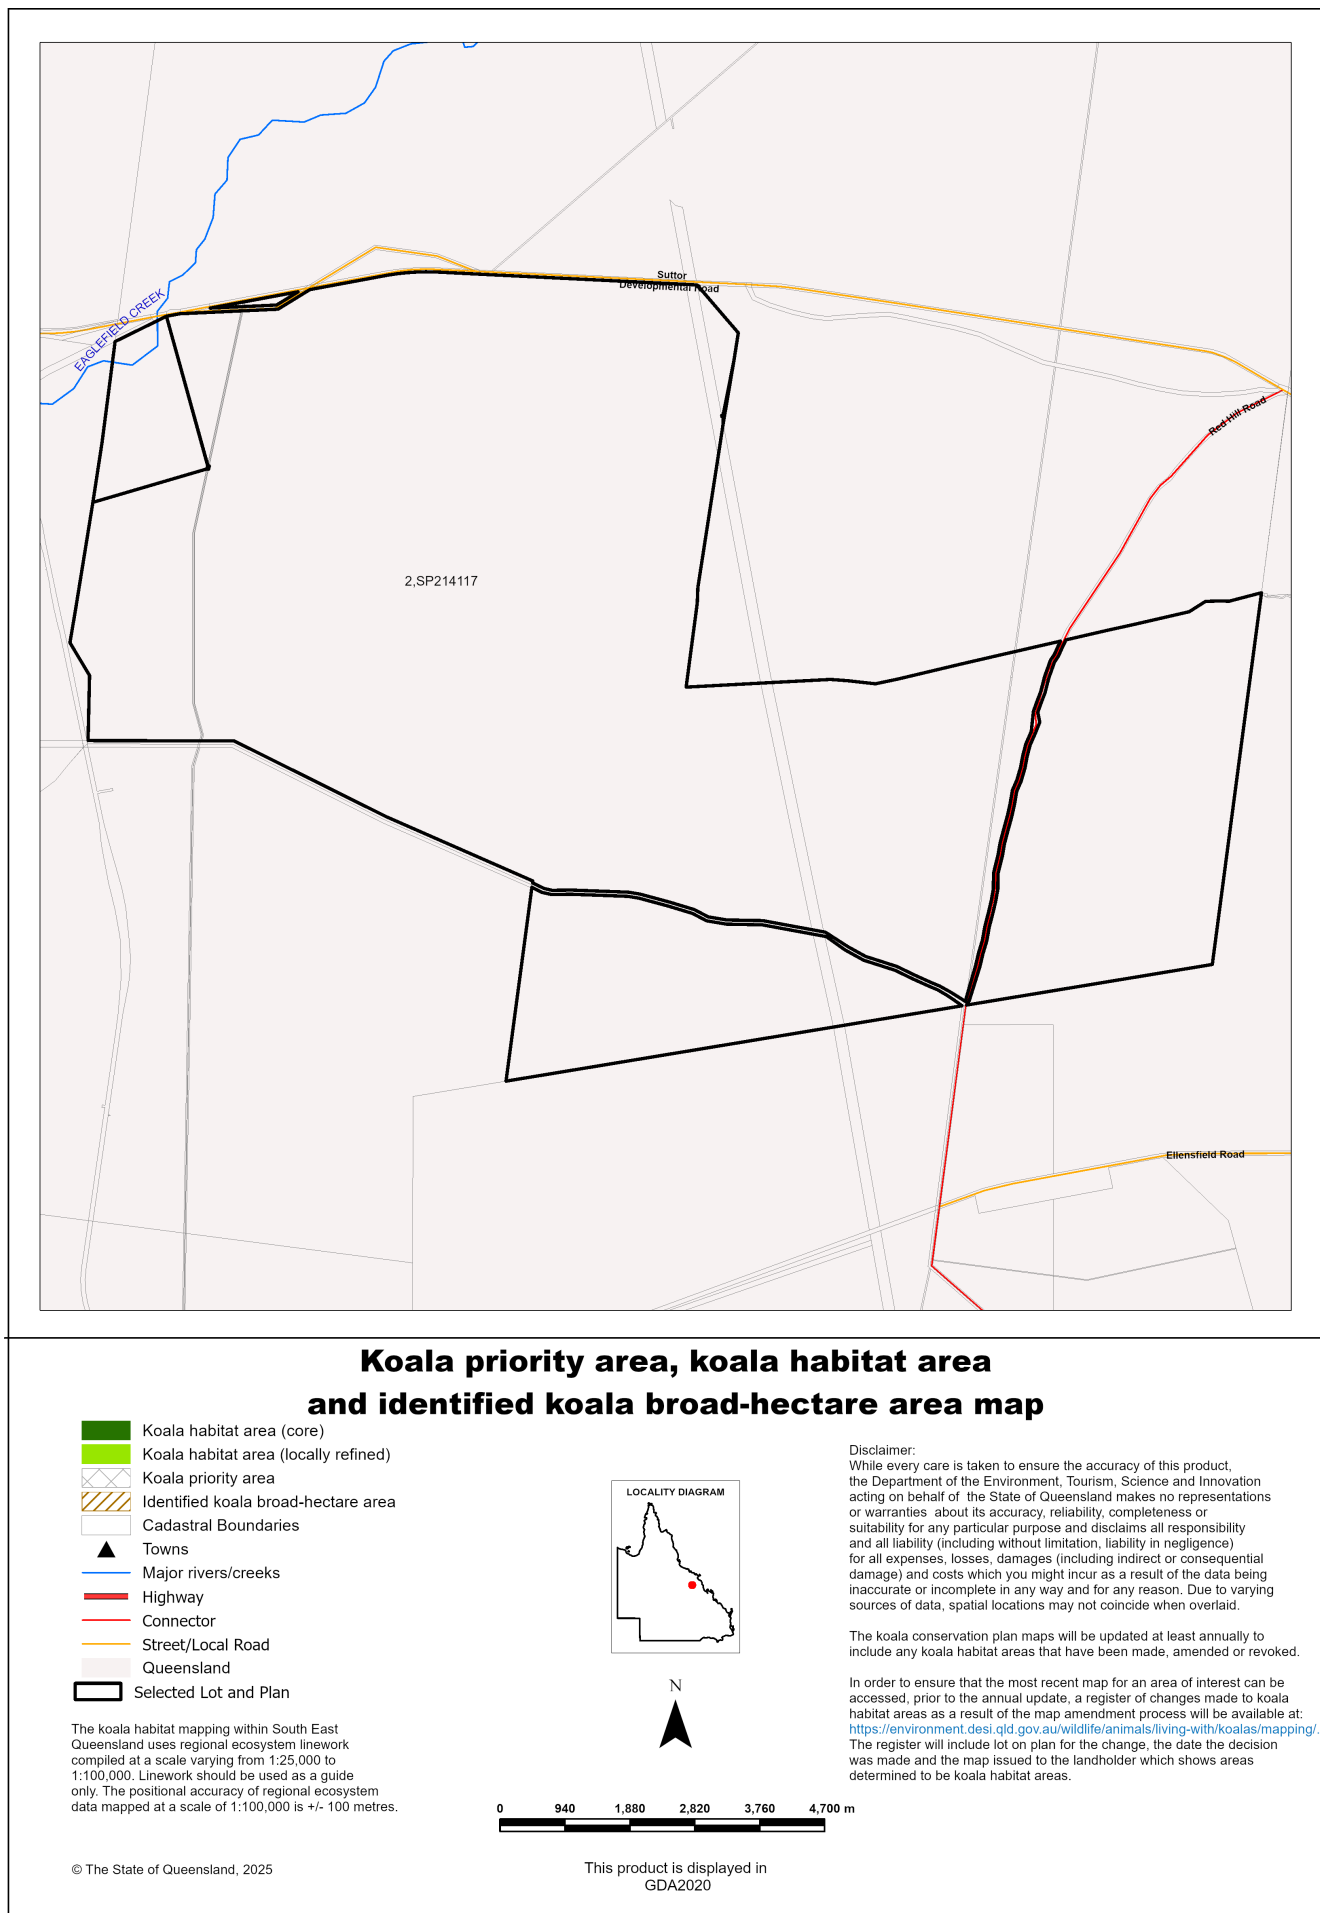 Suttor
Developmental Road
EAGLEFIELD CREEK
Red Hill Road
2,SP214117
Ellensfield Road
Koala priority area, koala habitat area
and identified koala broad-hectare area map
Koala habitat area (core)
Koala habitat area (locally refined)
Koala priority area
Identified koala broad-hectare area
Cadastral Boundaries
Towns
Major rivers/creeks
Highway
Connector
Street/Local Road
Queensland
Selected Lot and Plan
The koala habitat mapping within South East
Queensland uses regional ecosystem linework
compiled at a scale varying from 1:25,000 to
1:100,000. Linework should be used as a guide
only. The positional accuracy of regional ecosystem
data mapped at a scale of 1:100,000 is +/- 100 metres.
© The State of Queensland, 2025
LOCALITY DIAGRAM
N
0 940 1,880 2,820 3,760 4,700 m
This product is displayed in
GDA2020
Disclaimer:
While every care is taken to ensure the accuracy of this product,
the Department of the Environment, Tourism, Science and Innovation
acting on behalf of the State of Queensland makes no representations
or warranties about its accuracy, reliability, completeness or
suitability for any particular purpose and disclaims all responsibility
and all liability (including without limitation, liability in negligence)
for all expenses, losses, damages (including indirect or consequential
damage) and costs which you might incur as a result of the data being
inaccurate or incomplete in any way and for any reason. Due to varying
sources of data, spatial locations may not coincide when overlaid.
The koala conservation plan maps will be updated at least annually to
include any koala habitat areas that have been made, amended or revoked.
In order to ensure that the most recent map for an area of interest can be
accessed, prior to the annual update, a register of changes made to koala
habitat areas as a result of the map amendment process will be available at:
https://environment.desi.qld.gov.au/wildlife/animals/living-with/koalas/mapping/.
The register will include lot on plan for the change, the date the decision
was made and the map issued to the landholder which shows areas
determined to be koala habitat areas.